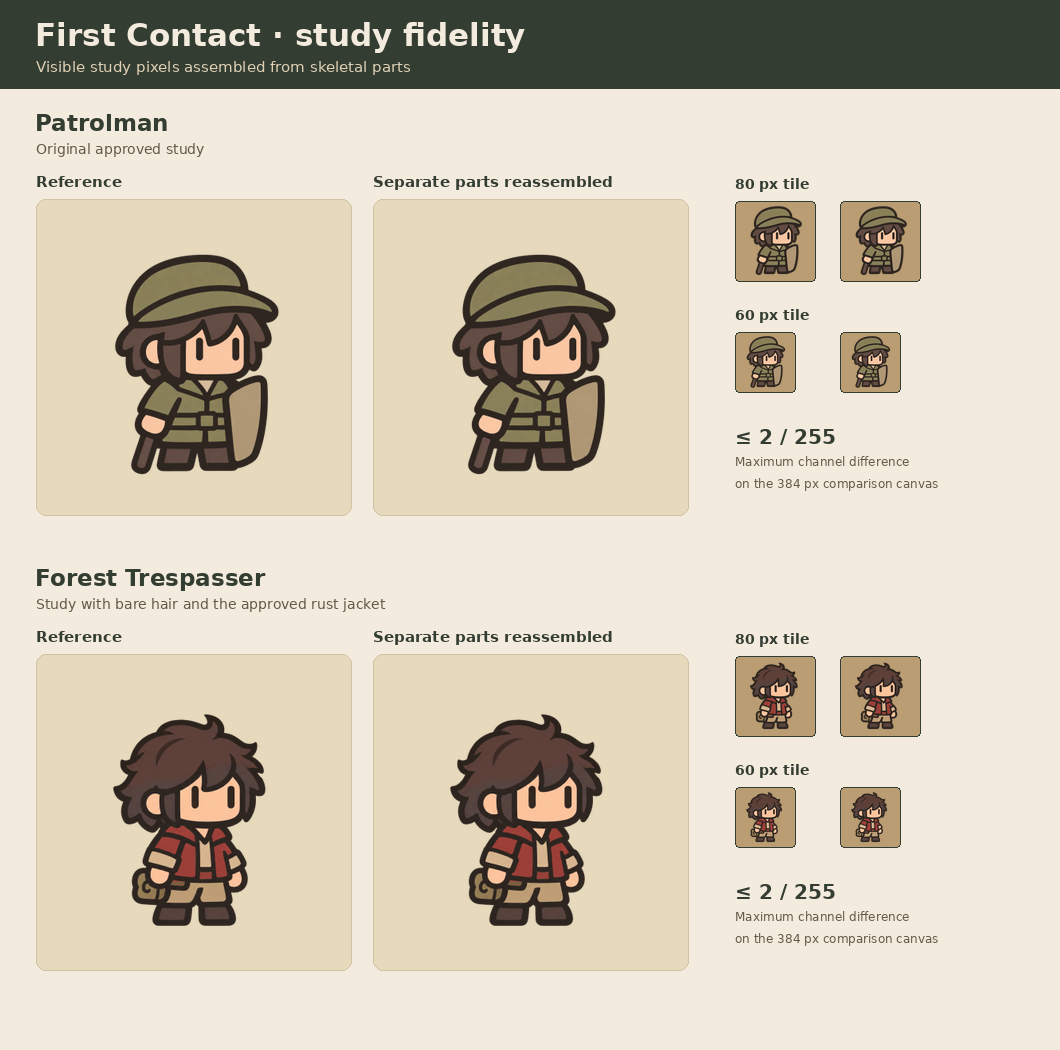 First Contact · study fidelity
Visible study pixels assembled from skeletal parts
Patrolman
Original approved study
Reference
Separate parts reassembled
80 px tile
60 px tile
≤ 2 / 255
Maximum channel difference
on the 384 px comparison canvas
Forest Trespasser
Study with bare hair and the approved rust jacket
Reference
Separate parts reassembled
80 px tile
60 px tile
≤ 2 / 255
Maximum channel difference
on the 384 px comparison canvas